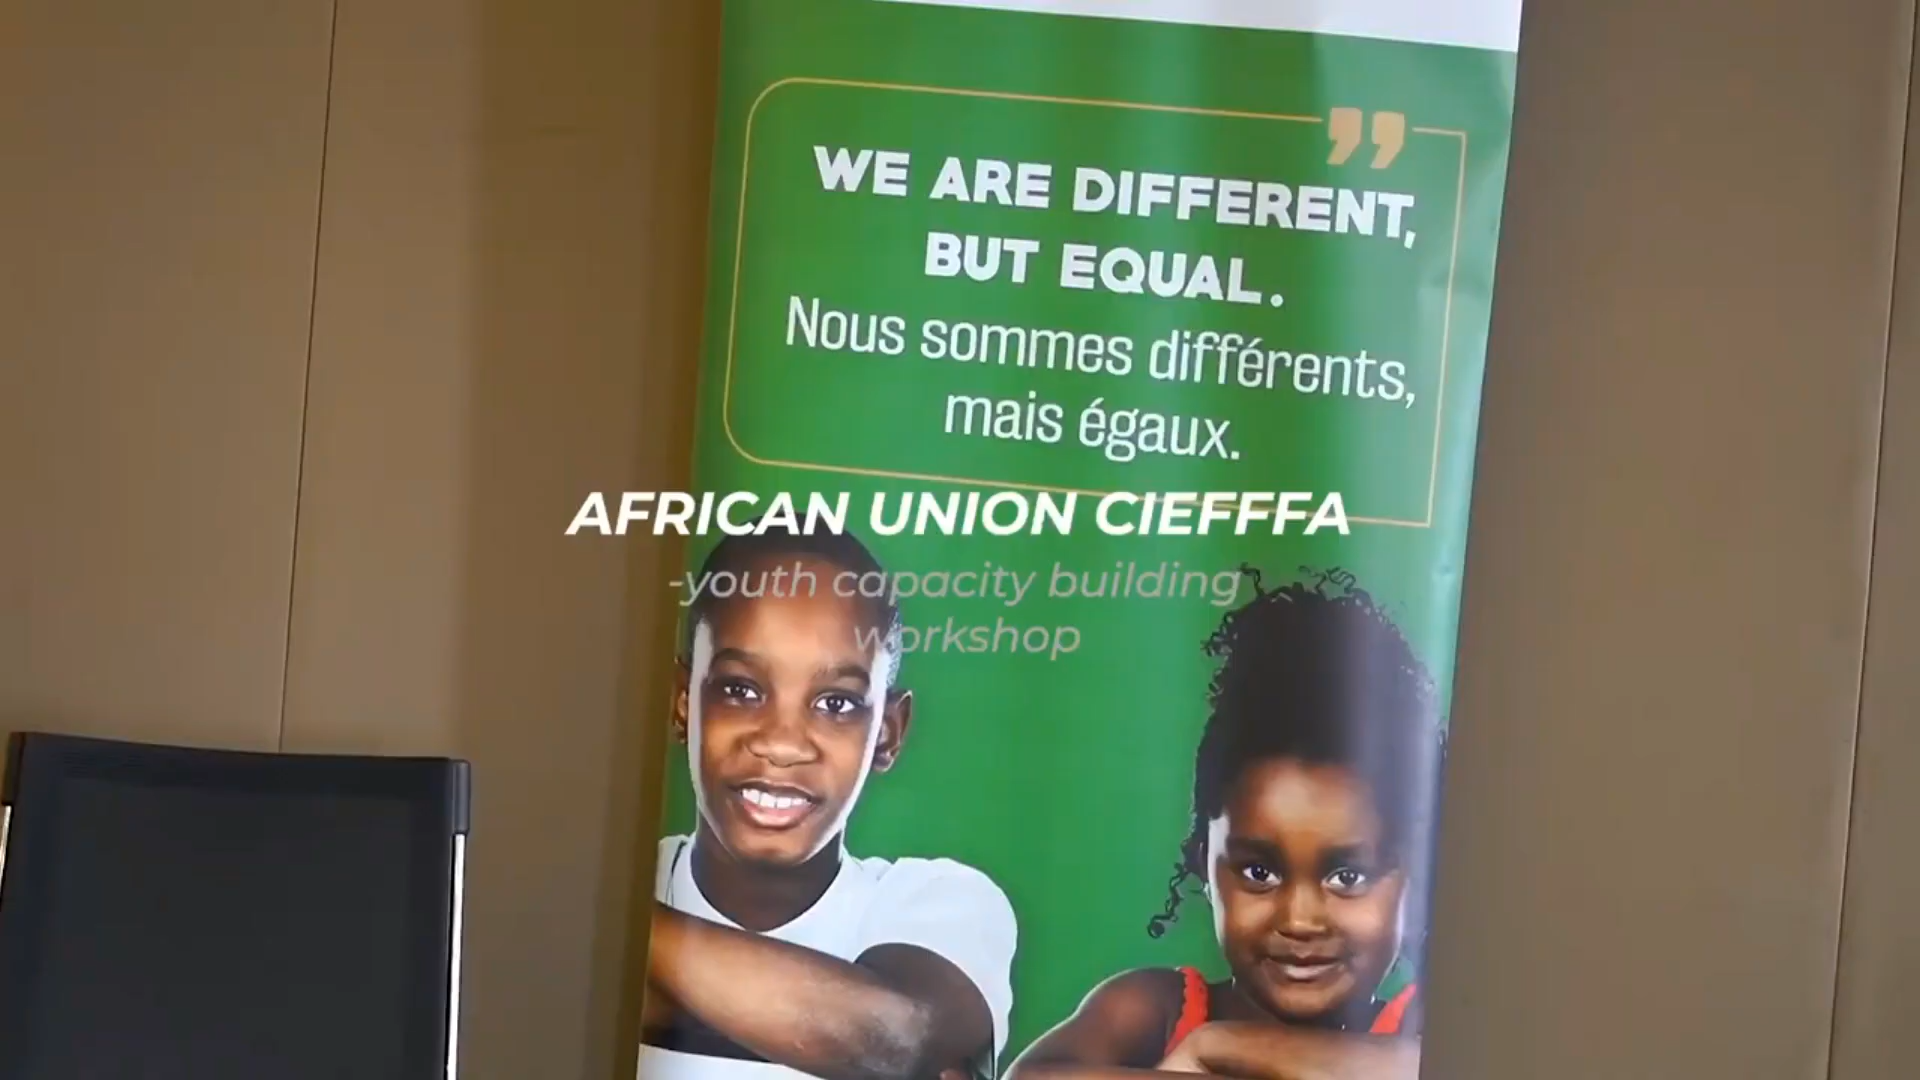 ”
WE ARE DIFFERENT,
BUT EQUAL.
Nous sommes différents,
mais égaux.
AFRICAN UNION CIEFFFA
-youth capacity building
workshop